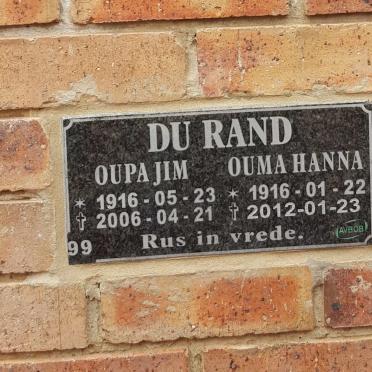 DU RAND
OUPA JIM OUMA HANNA
* 1916 - 05 - 23 * 1916 - 01 - 22
† 2006 - 04 - 21 † 2012-01-23
99 Rus in vrede. AVBOB